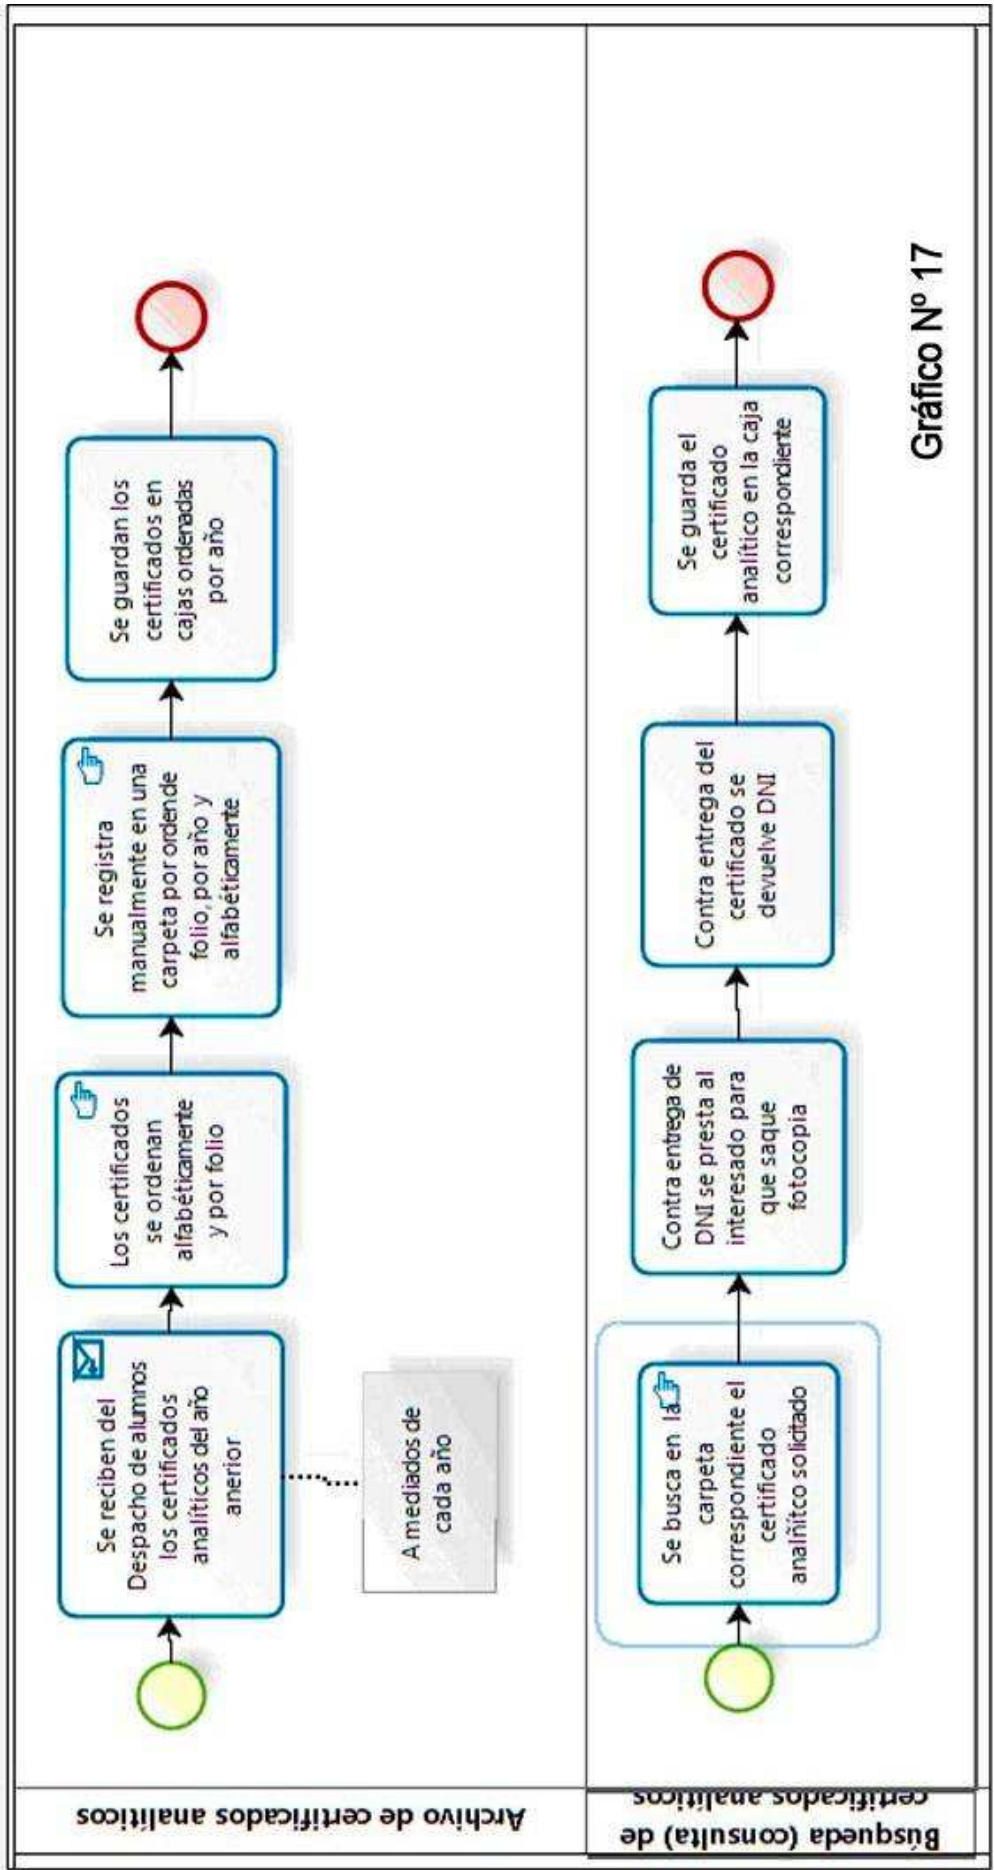 Archivo de certificados analíticos
Se reciben del
Despacho de alumnos
los certificados
analíticos del año
anerior
A mediados de
cada año
Los certificados
se ordenan
alfabéticamente
y por folio
Se registra
manualmente en una
carpeta por ordende
folio, por año y
alfabéticamente
Se guardan los
certificados en
cajas ordenadas
por año
Búsqueda (consulta) de
certificados analíticos
Se busca en la
carpeta
correspondiente el
certificado
analñítco solicitado
Contra entrega de
DNI se presta al
interesado para
que saque
fotocopia
Contra entrega del
certificado se
devuelve DNI
Se guarda el
certificado
analítico en la caja
correspondiente
Gráfico Nº 17